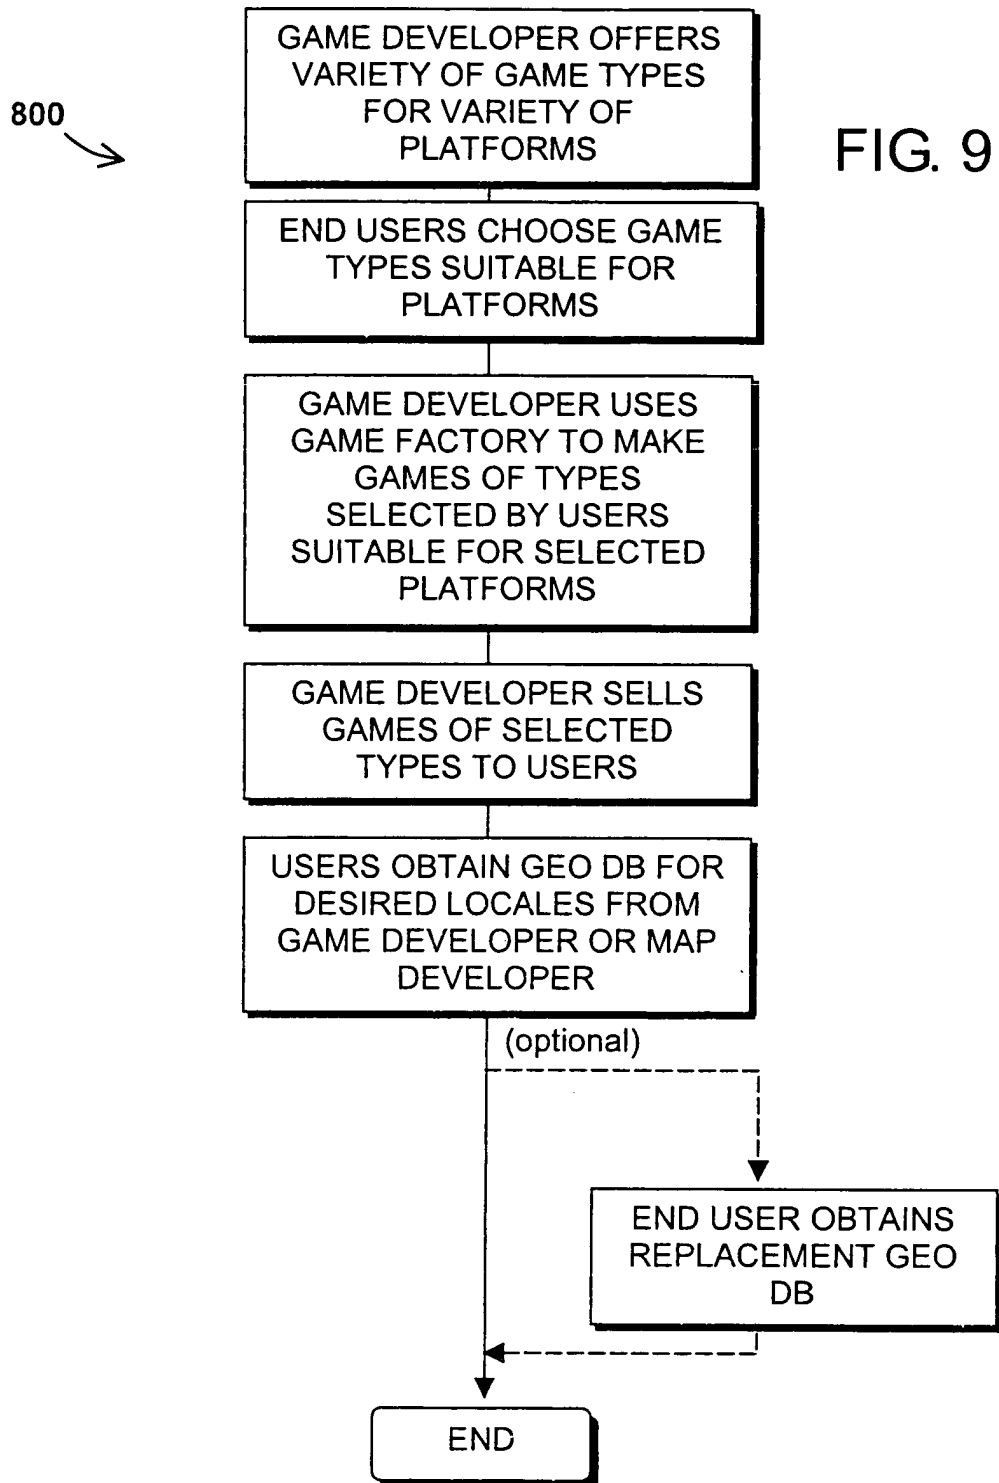 GAME DEVELOPER OFFERS
VARIETY OF GAME TYPES
FOR VARIETY OF
PLATFORMS
800
FIG. 9
END USERS CHOOSE GAME
TYPES SUITABLE FOR
PLATFORMS
GAME DEVELOPER USES
GAME FACTORY TO MAKE
GAMES OF TYPES
SELECTED BY USERS
SUITABLE FOR SELECTED
PLATFORMS
GAME DEVELOPER SELLS
GAMES OF SELECTED
TYPES TO USERS
USERS OBTAIN GEO DB FOR
DESIRED LOCALES FROM
GAME DEVELOPER OR MAP
DEVELOPER
(optional)
END USER OBTAINS
REPLACEMENT GEO
DB
END